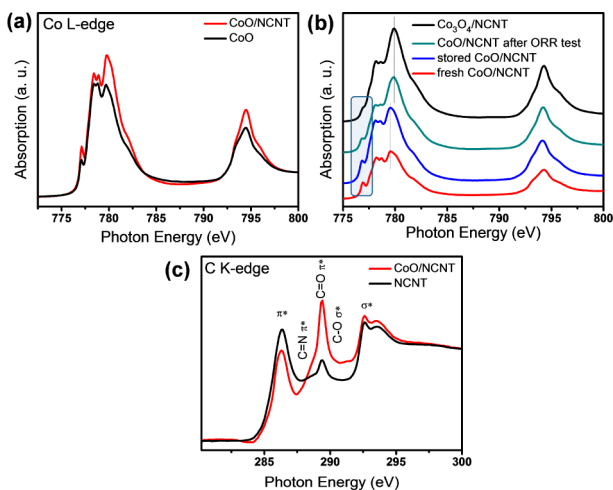 (a)
Co L-edge
CoO/NCNT
CoO
Absorption (a. u.)
775 780 785 790 795 800
Photon Energy (eV)
(b)
Co₃O₄/NCNT
CoO/NCNT after ORR test
stored CoO/NCNT
fresh CoO/NCNT
Absorption (a. u.)
775 780 785 790 795 800
Photon Energy (eV)
(c)
C K-edge
CoO/NCNT
NCNT
π*
C=N π*
C=O π*
C-O σ*
σ*
Absorption (a. u.)
285 290 295 300
Photon Energy (eV)